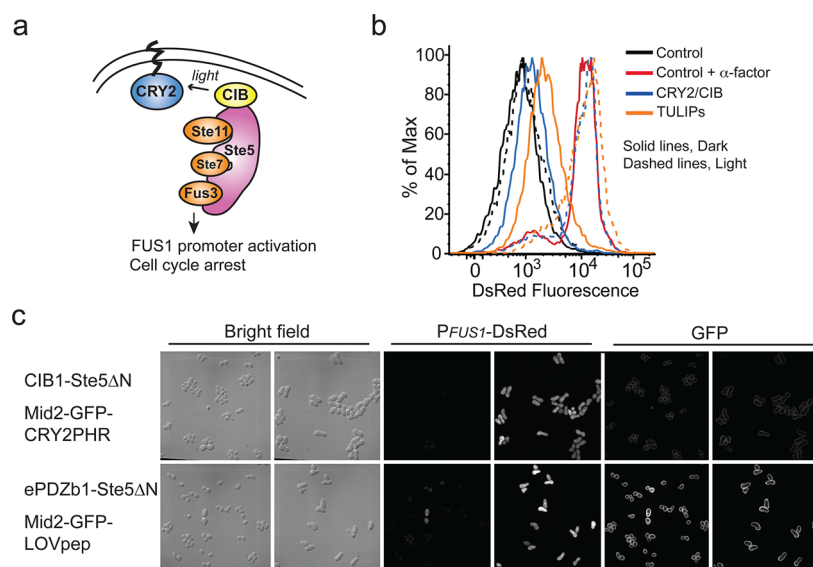 a
light
CRY2
CIB
Ste11
Ste5
Ste7
Fus3
FUS1 promoter activation
Cell cycle arrest
b
100
80
60
40
20
0
% of Max
0 10³ 10⁴ 10⁵
DsRed Fluorescence
Control
Control + α-factor
CRY2/CIB
TULIPs
Solid lines, Dark
Dashed lines, Light
c
Bright field PFUS1-DsRed GFP
CIB1-Ste5ΔN
Mid2-GFP-
CRY2PHR
ePDZb1-Ste5ΔN
Mid2-GFP-
LOVpep